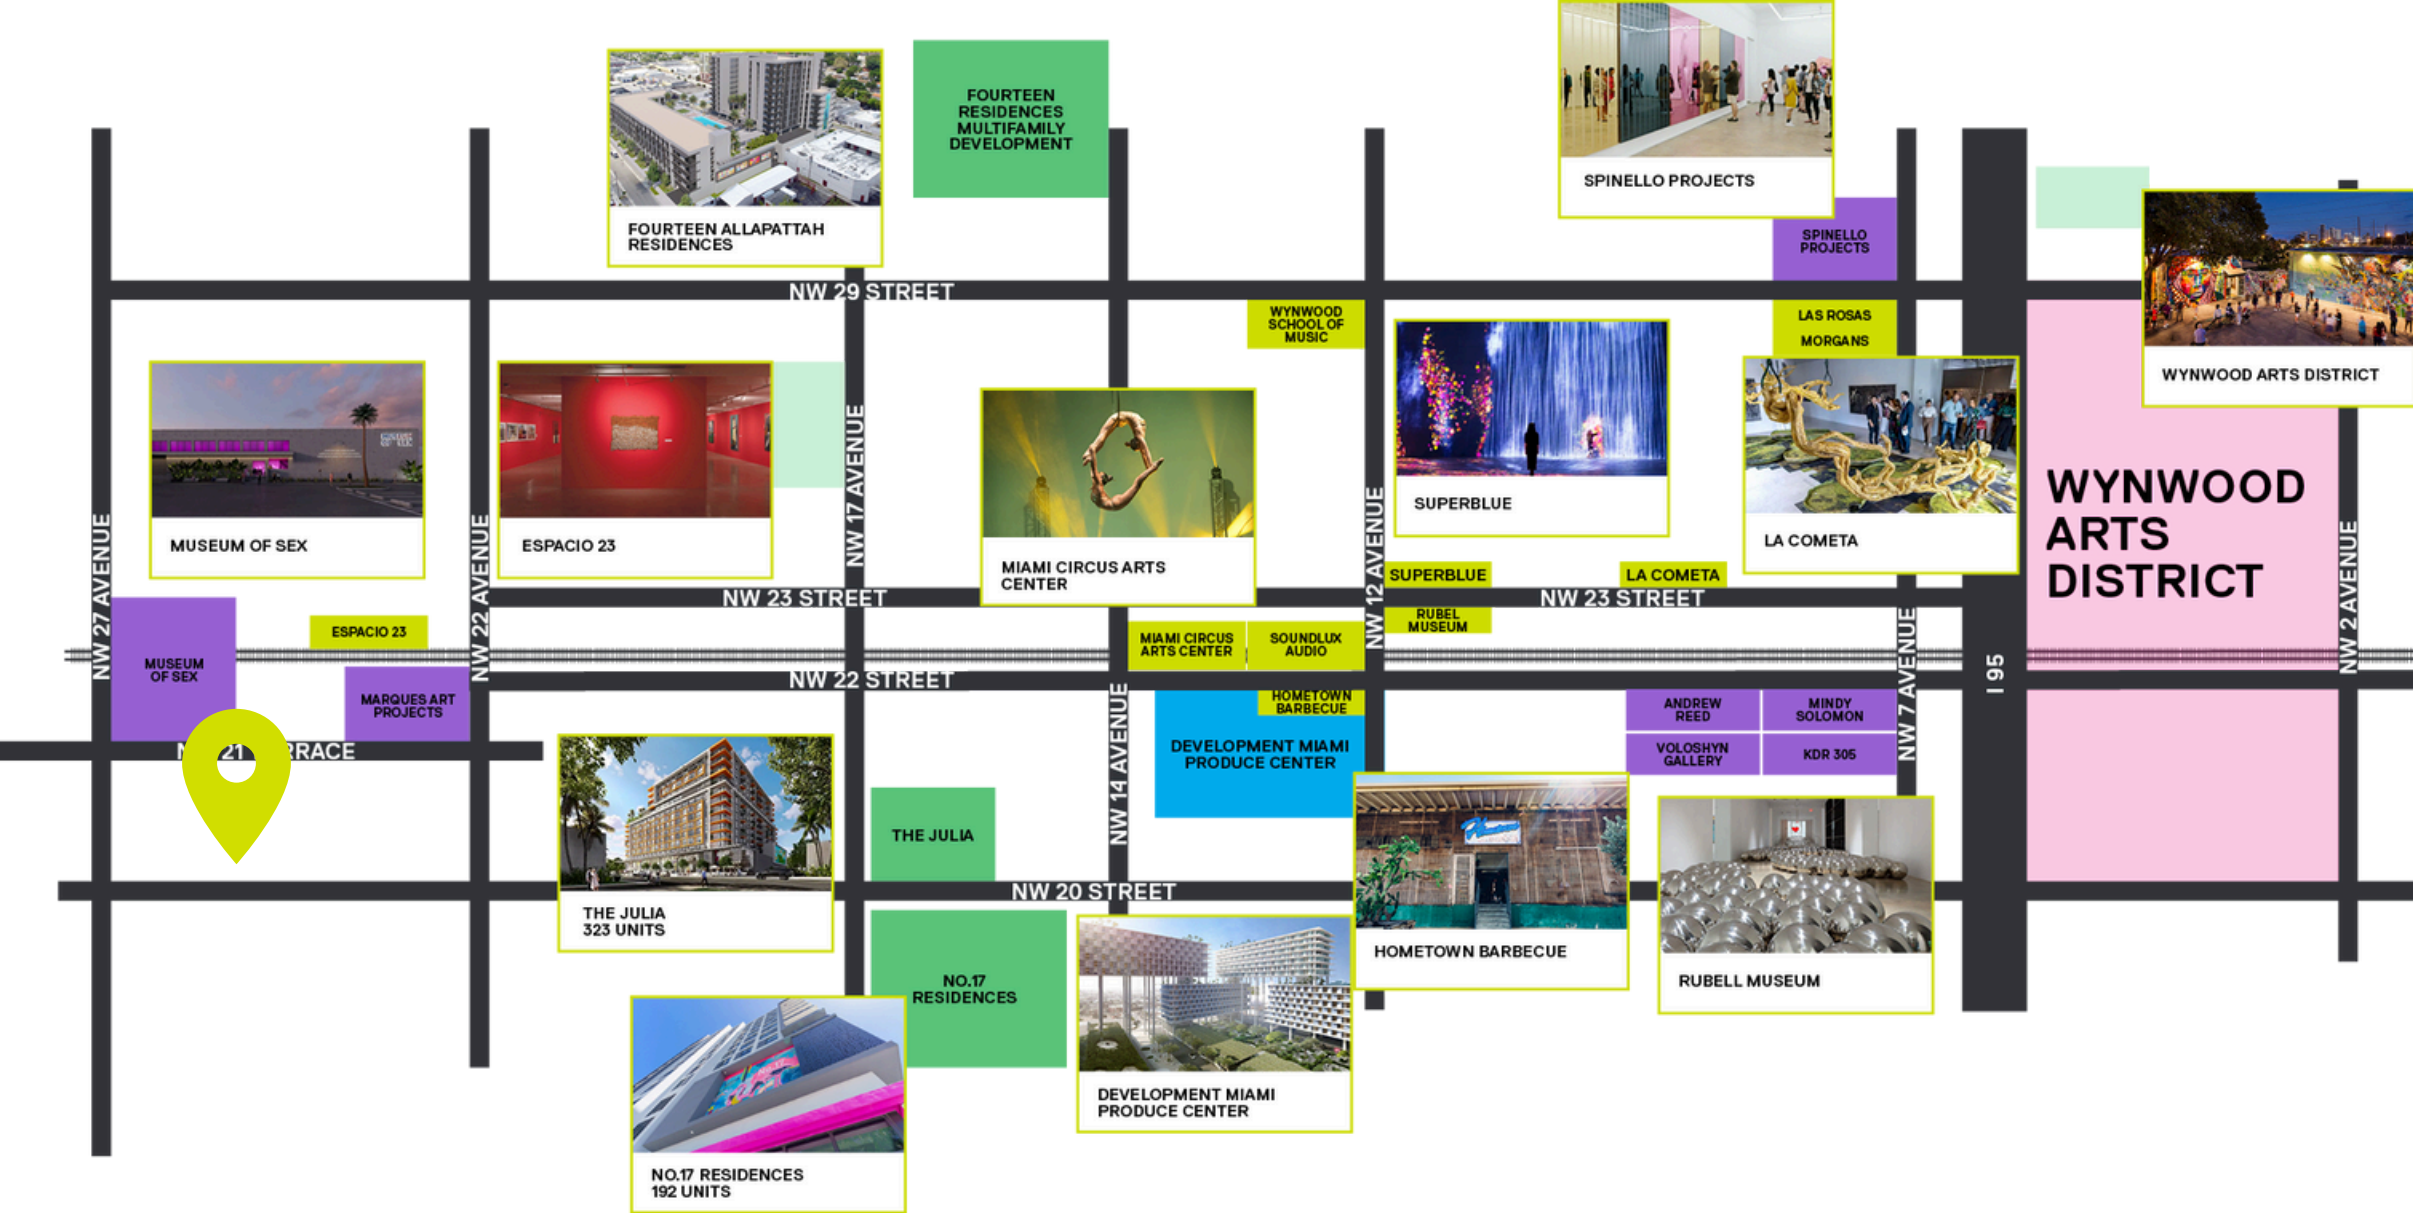 FOURTEEN
RESIDENCES
MULTIFAMILY
DEVELOPMENT
SPINELLO PROJECTS
FOURTEEN ALLAPATTAH
RESIDENCES
SPINELLO
PROJECTS
NW 29 STREET
WYNWOOD
SCHOOL OF
MUSIC
LAS ROSAS
MORGANS
WYNWOOD ARTS DISTRICT
MUSEUM OF SEX
ESPACIO 23
MIAMI CIRCUS ARTS
CENTER
SUPERBLUE
LA COMETA
WYNWOOD
ARTS
DISTRICT
NW 27 AVENUE
NW 22 AVENUE
NW 17 AVENUE
NW 12 AVENUE
NW 2 AVENUE
SUPERBLUE
LA COMETA
NW 23 STREET
NW 23 STREET
ESPACIO 23
RUBEL
MUSEUM
MIAMI CIRCUS
ARTS CENTER
SOUNDLUX
AUDIO
MUSEUM
OF SEX
MARQUES ART
PROJECTS
NW 22 STREET
NW 14 AVENUE
HOMETOWN
BARBECUE
DEVELOPMENT MIAMI
PRODUCE CENTER
ANDREW
REED
MINDY
SOLOMON
VOLOSHYN
GALLERY
KDR 305
NW 7 AVENUE
I 95
N 21 RRACE
THE JULIA
NW 20 STREET
THE JULIA
323 UNITS
HOMETOWN BARBECUE
RUBELL MUSEUM
NO.17
RESIDENCES
DEVELOPMENT MIAMI
PRODUCE CENTER
NO.17 RESIDENCES
192 UNITS